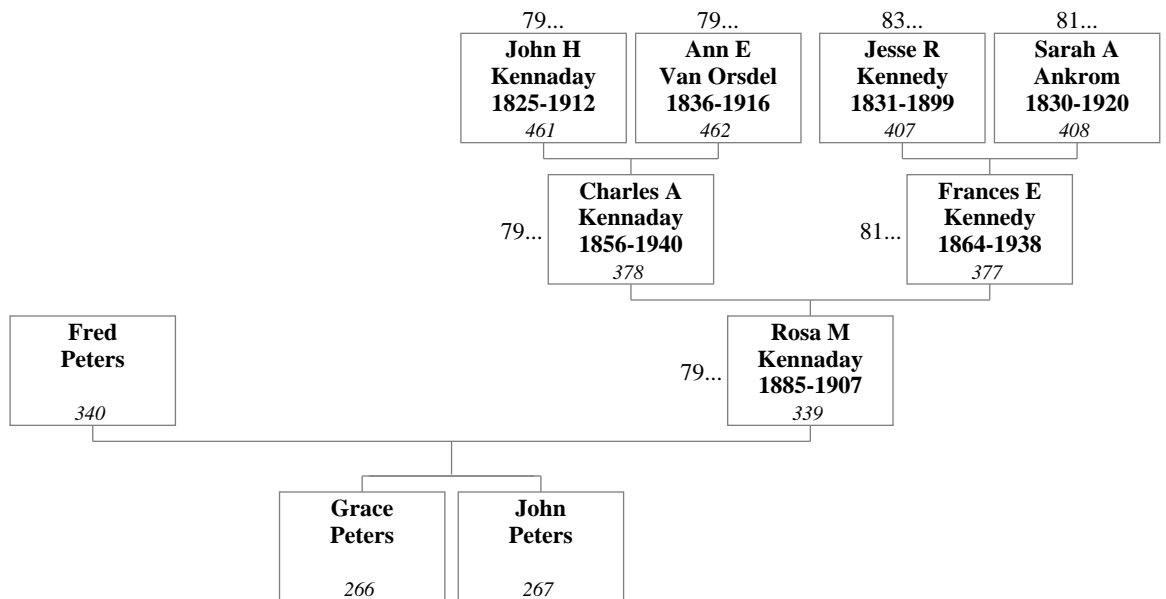 79...
79...
83...
81...
John H
Kennaday
1825-1912
461
Ann E
Van Orsdel
1836-1916
462
Jesse R
Kennedy
1831-1899
407
Sarah A
Ankrom
1830-1920
408
79...
Charles A
Kennaday
1856-1940
378
81...
Frances E
Kennedy
1864-1938
377
Fred
Peters
340
79...
Rosa M
Kennaday
1885-1907
339
Grace
Peters
266
John
Peters
267